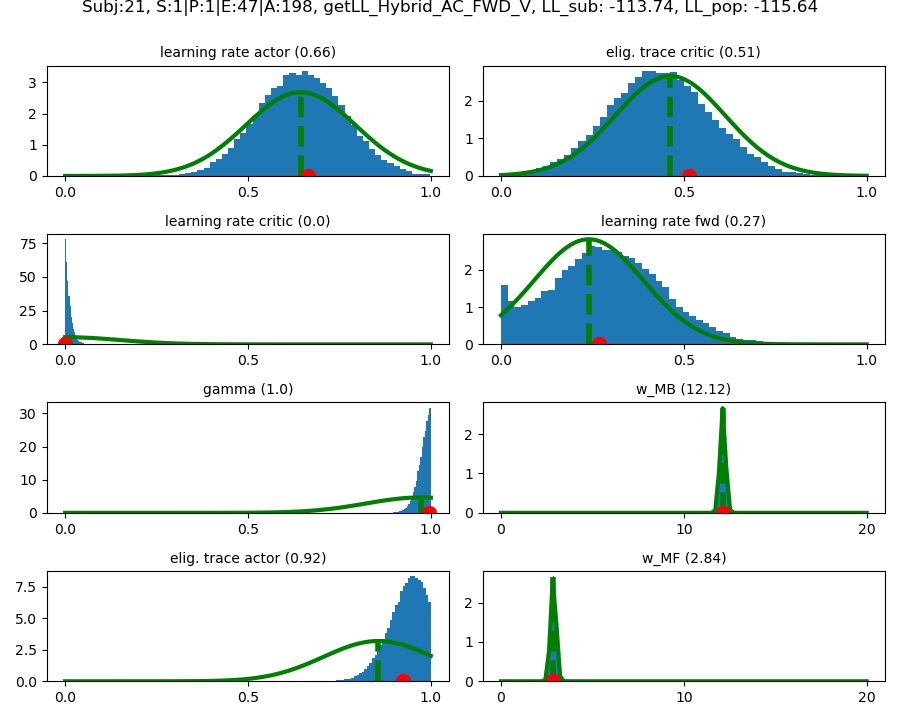 Subj:21, S:1|P:1|E:47|A:198, getLL_Hybrid_AC_FWD_V, LL_sub: -113.74, LL_pop: -115.64
learning rate actor (0.66)
3
2
1
0
0.0 0.5 1.0
elig. trace critic (0.51)
2
1
0
0.0 0.5 1.0
learning rate critic (0.0)
75
50
25
0
0.0 0.5 1.0
learning rate fwd (0.27)
2
1
0
0.0 0.5 1.0
gamma (1.0)
30
20
10
0
0.0 0.5 1.0
w_MB (12.12)
2
1
0
0 10 20
elig. trace actor (0.92)
7.5
5.0
2.5
0.0
0.0 0.5 1.0
w_MF (2.84)
2
1
0
0 10 20